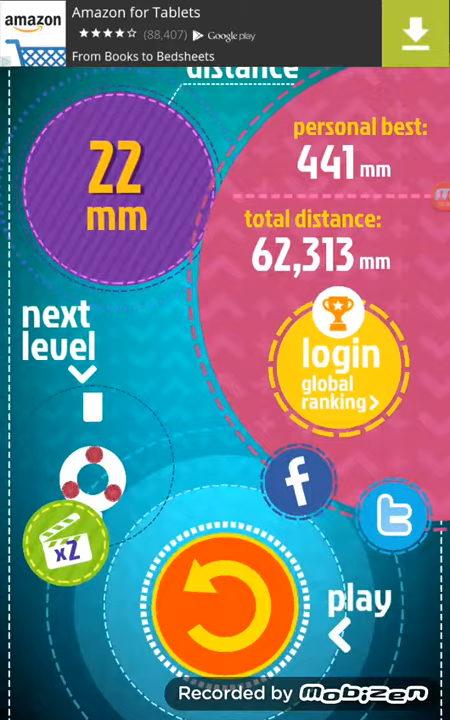 amazon
Amazon for Tablets
(88,407) Google play
From Books to Bedsheets
distance
22
mm
personal best:
441 mm
total distance:
62,313 mm
next
level
login
global
ranking>
f
t
x2
play
Recorded by mobizen